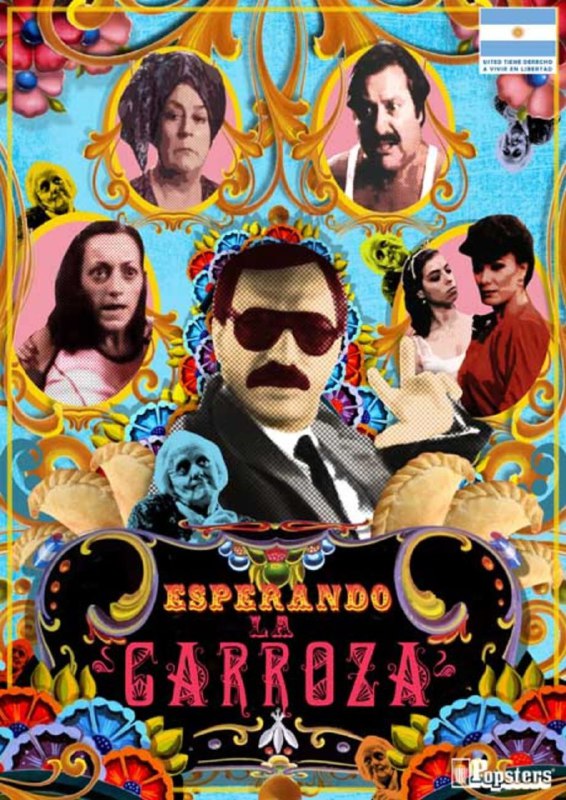 USTED TIENE DERECHO
A VIVIR EN LIBERTAD
ESPERANDO
LA
CARROZA
Popsters